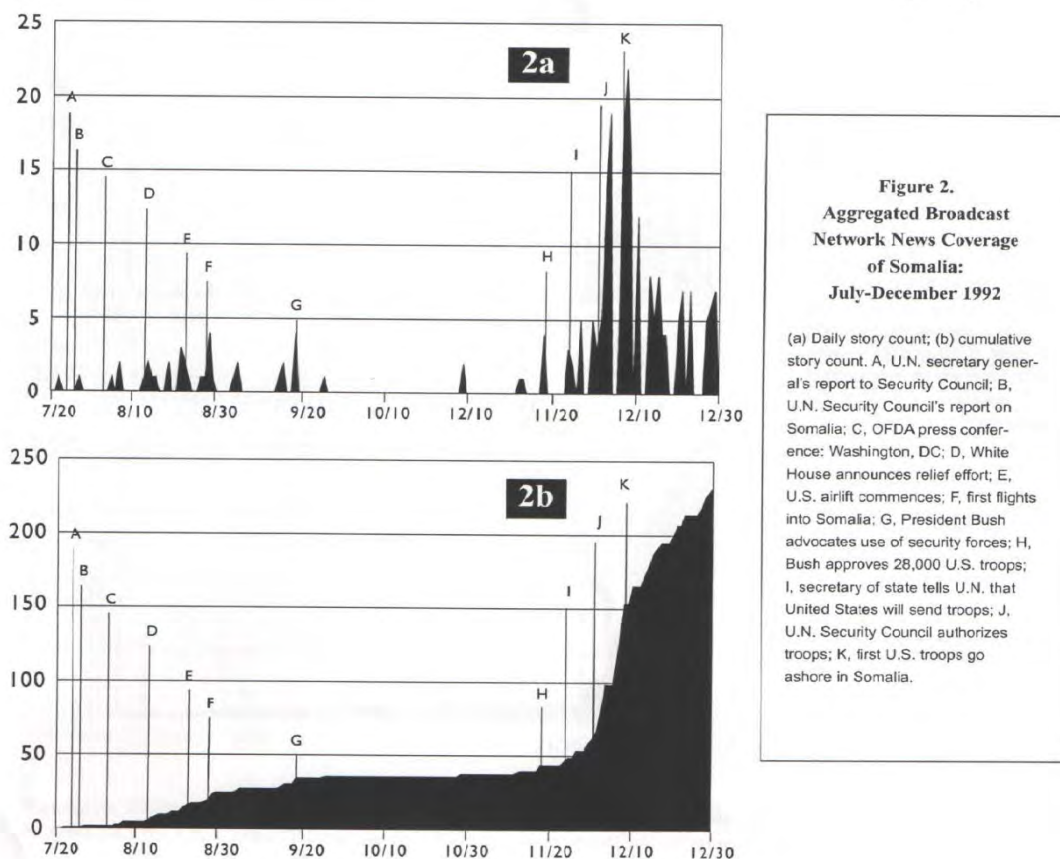 25
20
15
10
5
0
2a
A
B
C
D
E
F
G
H
I
J
K
7/20
8/10
8/30
9/20
10/10
12/10
11/20
12/10
12/30
250
200
150
100
50
0
2b
A
B
C
D
E
F
G
H
I
J
K
7/20
8/10
8/30
9/20
10/10
10/30
11/20
12/10
12/30
Figure 2.
Aggregated Broadcast
Network News Coverage
of Somalia:
July-December 1992
(a) Daily story count; (b) cumulative
story count. A, U.N. secretary gener-
al's report to Security Council; B,
U.N. Security Council's report on
Somalia; C, OFDA press confer-
ence: Washington, DC; D, White
House announces relief effort; E,
U.S. airlift commences; F, first flights
into Somalia; G, President Bush
advocates use of security forces; H,
Bush approves 28,000 U.S. troops;
I, secretary of state tells U.N. that
United States will send troops; J,
U.N. Security Council authorizes
troops; K, first U.S. troops go
ashore in Somalia.